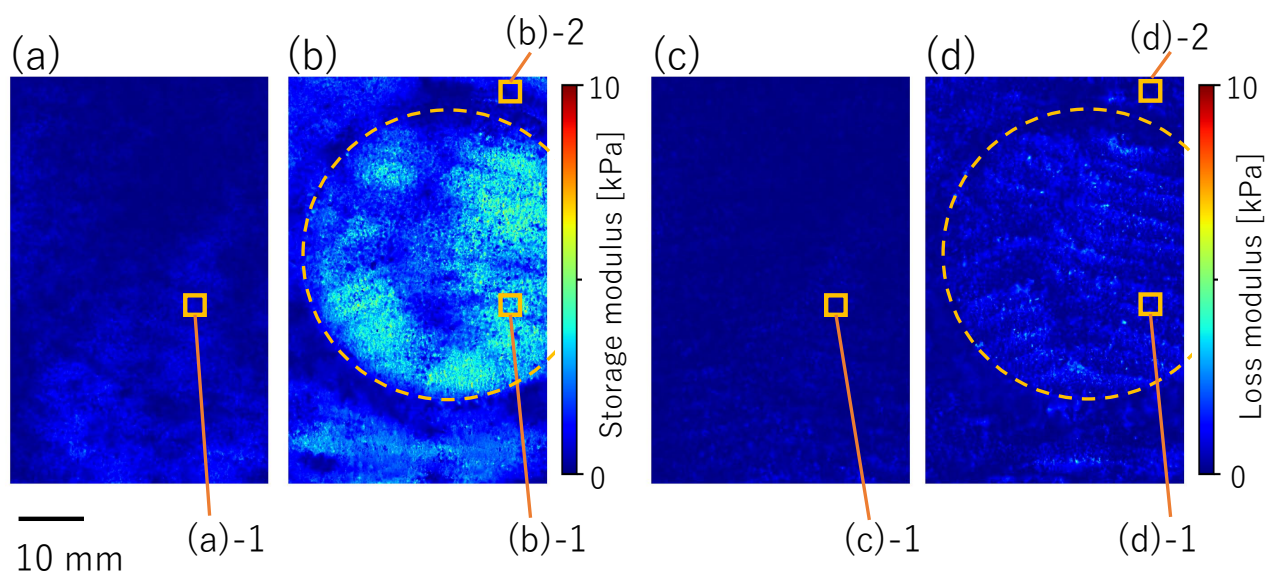 (a)
(b)
(b)-2
(c)
(d)
(d)-2
10
Storage modulus [kPa]
0
10
Loss modulus [kPa]
0
10 mm
(a)-1
(b)-1
(c)-1
(d)-1